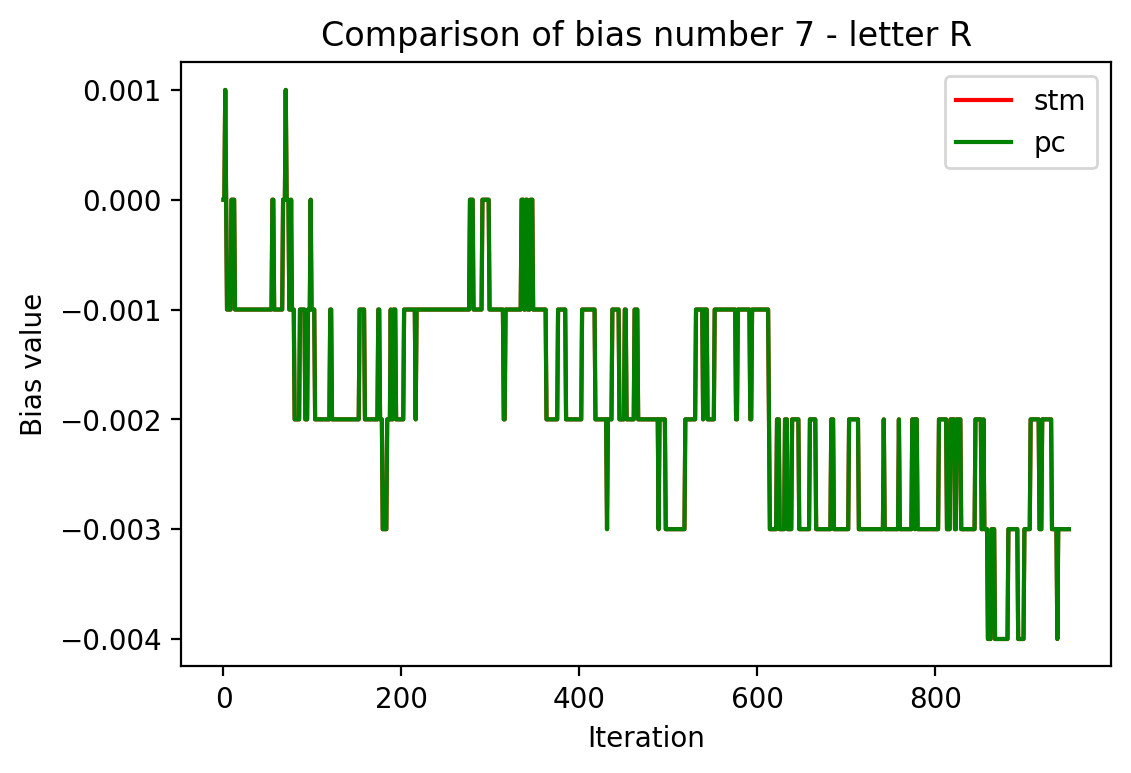 Comparison of bias number 7 - letter R
stm
pc
0.001
0.000
−0.001
−0.002
−0.003
−0.004
Bias value
0
200
400
600
800
Iteration